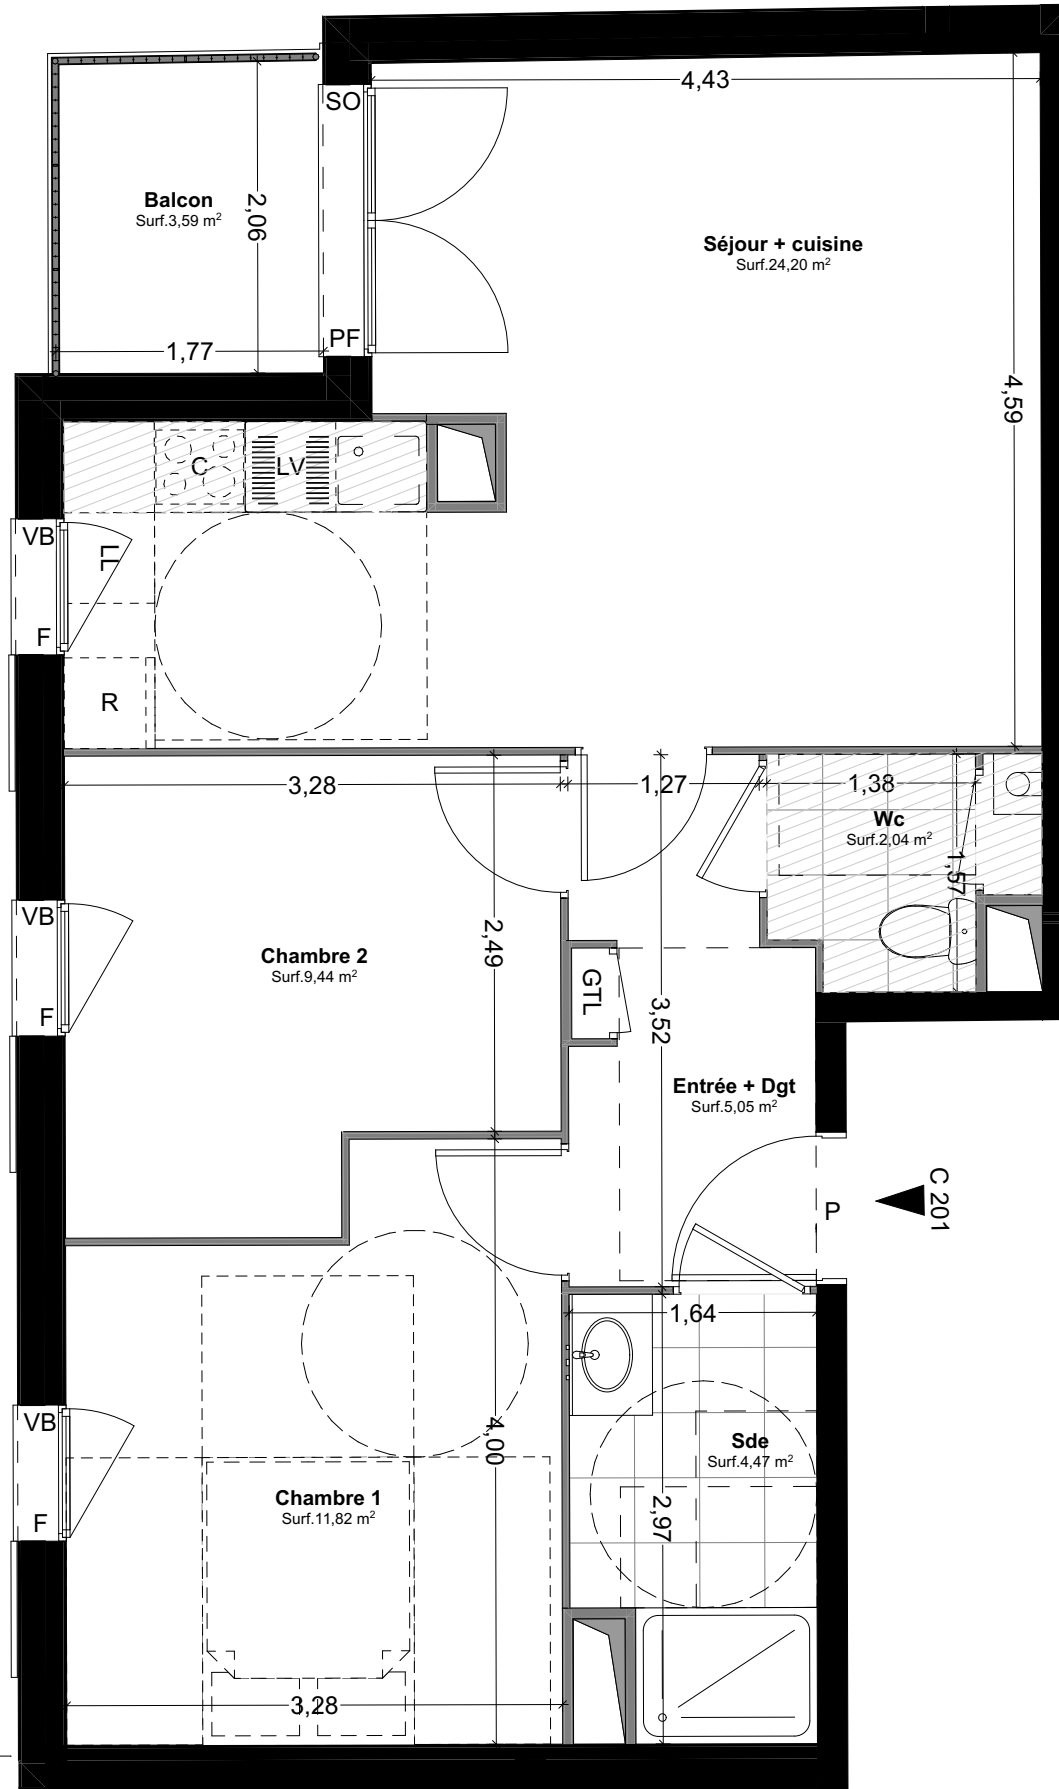 4,43
SO
Balcon
Surf.3,59 m²
2,06
Séjour + cuisine
Surf.24,20 m²
PF
1,77
4,59
C
LV
VB
LL
F
R
3,28
1,27
1,38
Wc
Surf.2,04 m²
1,57
VB
2,49
Chambre 2
Surf.9,44 m²
GTL
F
3,52
Entrée + Dgt
Surf.5,05 m²
C 201
P
1,64
VB
4,00
Sde
Surf.4,47 m²
Chambre 1
Surf.11,82 m²
F
2,97
3,28